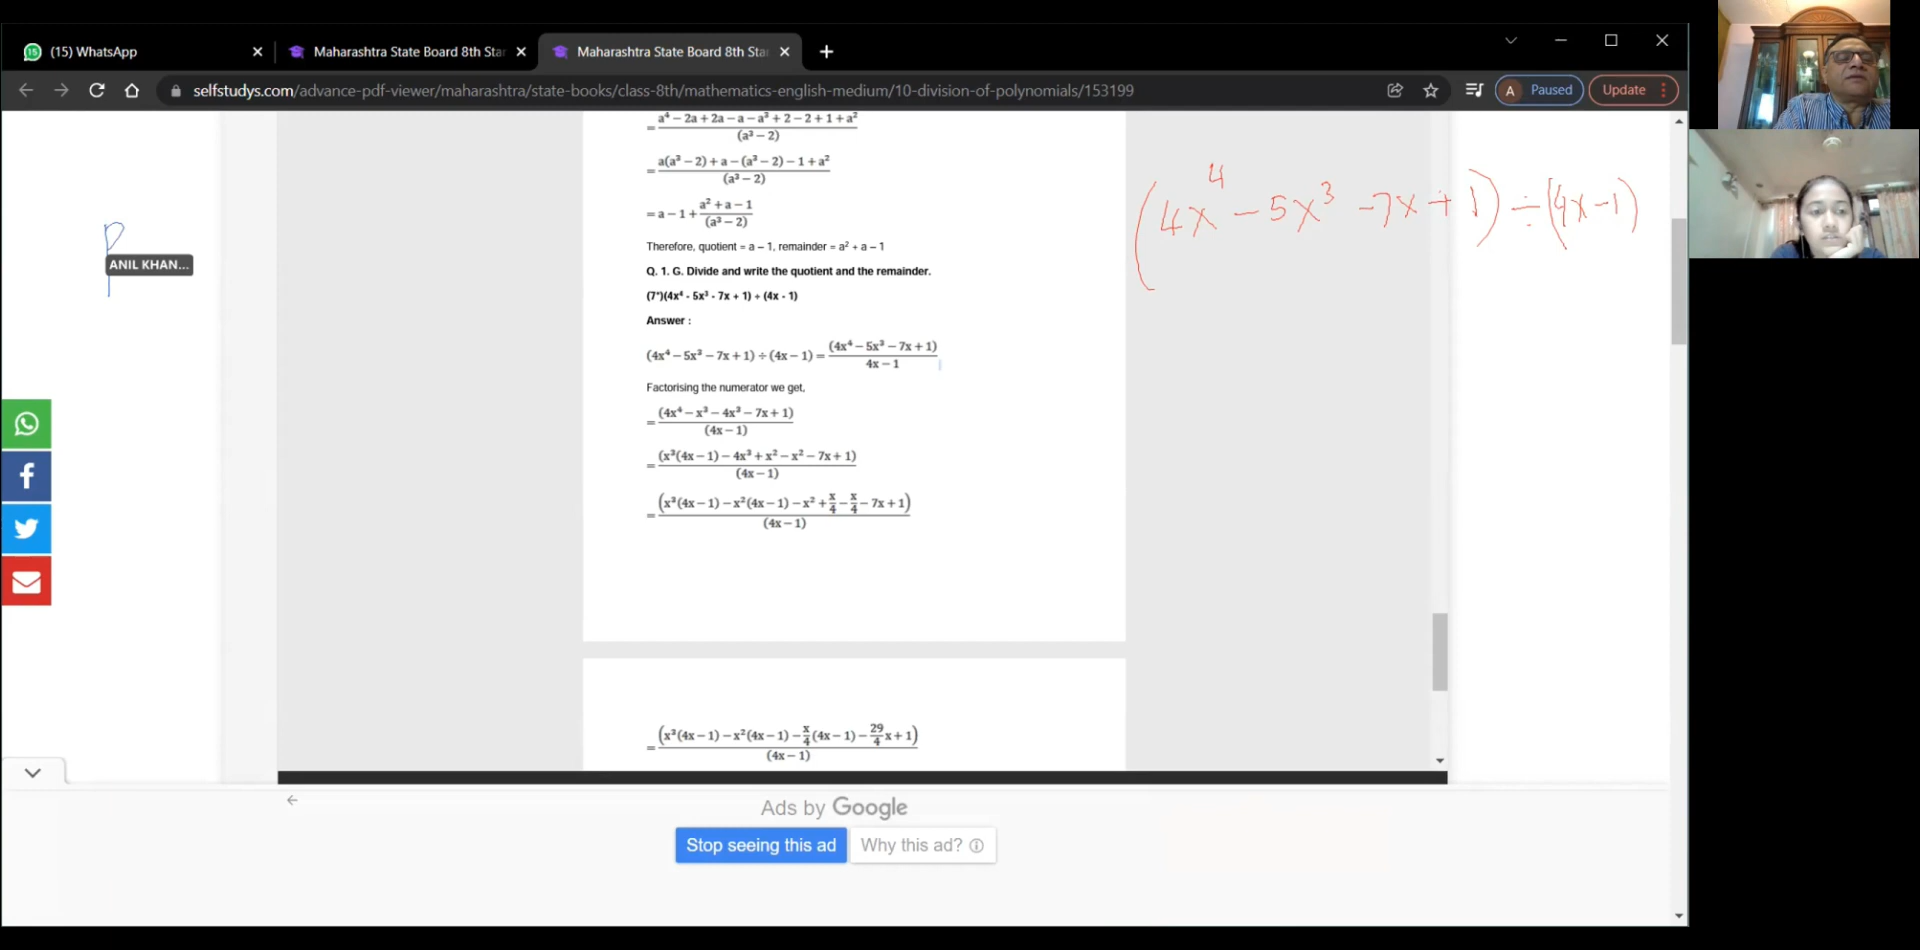 (15) WhatsApp
Maharashtra State Board 8th Sta
Maharashtra State Board 8th Sta
selfstudys.com/advance-pdf-viewer/maharashtra/state-books/class-8th/mathematics-english-medium/10-division-of-polynomials/153199
A Paused
Update
= (a⁴ − 2a + 2a − a − a³ + 2 − 2 + 1 + a²)/(a³ − 2)
= (a(a³ − 2) + a − (a³ − 2) − 1 + a²)/(a³ − 2)
= a − 1 + (a² + a − 1)/(a³ − 2)
Therefore, quotient = a − 1, remainder = a² + a − 1
Q. 1. G. Divide and write the quotient and the remainder.
(7*)(4x⁴ - 5x³ - 7x + 1) ÷ (4x - 1)
Answer :
(4x⁴ − 5x³ − 7x + 1) ÷ (4x − 1) = (4x⁴ − 5x³ − 7x + 1)/4x − 1
Factorising the numerator we get,
= (4x⁴ − x³ − 4x³ − 7x + 1)/(4x − 1)
= (x³(4x − 1) − 4x³ + x² − x² − 7x + 1)/(4x − 1)
= (x³(4x − 1) − x²(4x − 1) − x² + x/4 − x/4 − 7x + 1)/(4x − 1)
= (x³(4x − 1) − x²(4x − 1) − x/4(4x − 1) − 29/4x + 1)/(4x − 1)
(4x⁴ − 5x³ − 7x + 1) ÷ (4x − 1)
P
ANIL KHAN...
Ads by Google
Stop seeing this ad
Why this ad?